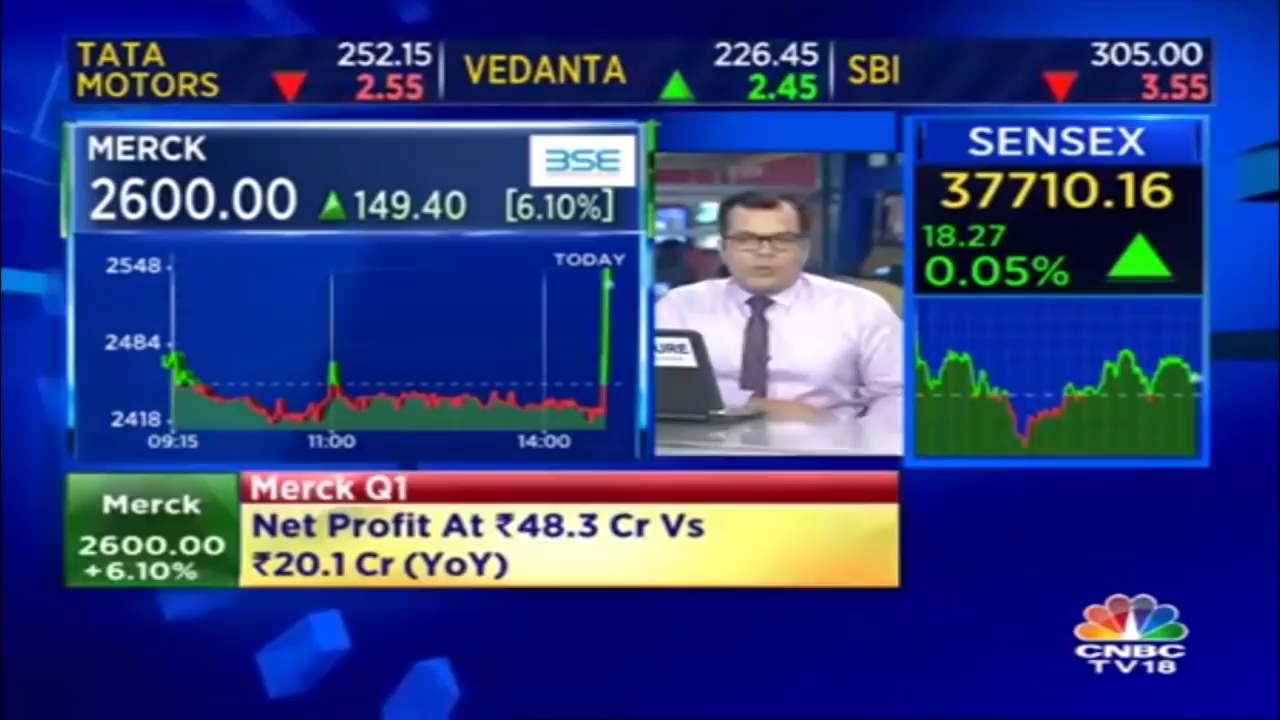 TATA MOTORS
252.15
2.55
VEDANTA
226.45
2.45
SBI
305.00
3.55
MERCK
BSE
2600.00 149.40 [6.10%]
TODAY
2548
2484
2418
09:15 11:00 14:00
SENSEX
37710.16
18.27
0.05%
Merck
2600.00
+6.10%
Merck Q1
Net Profit At ₹48.3 Cr Vs
₹20.1 Cr (YoY)
CNBC
TV18